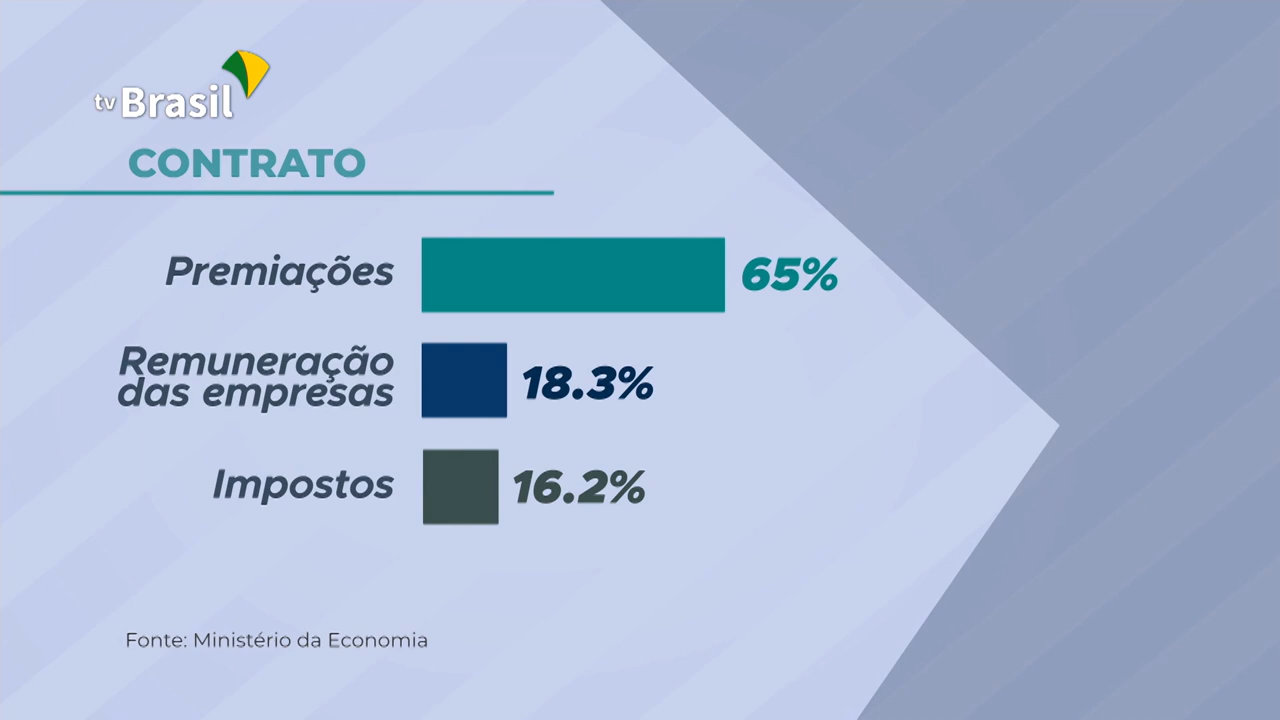 tv Brasil
CONTRATO
Premiações 65%
Remuneração
das empresas 18.3%
Impostos 16.2%
Fonte: Ministério da Economia